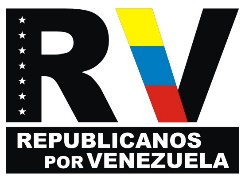 RV
REPUBLICANOS
POR VENEZUELA